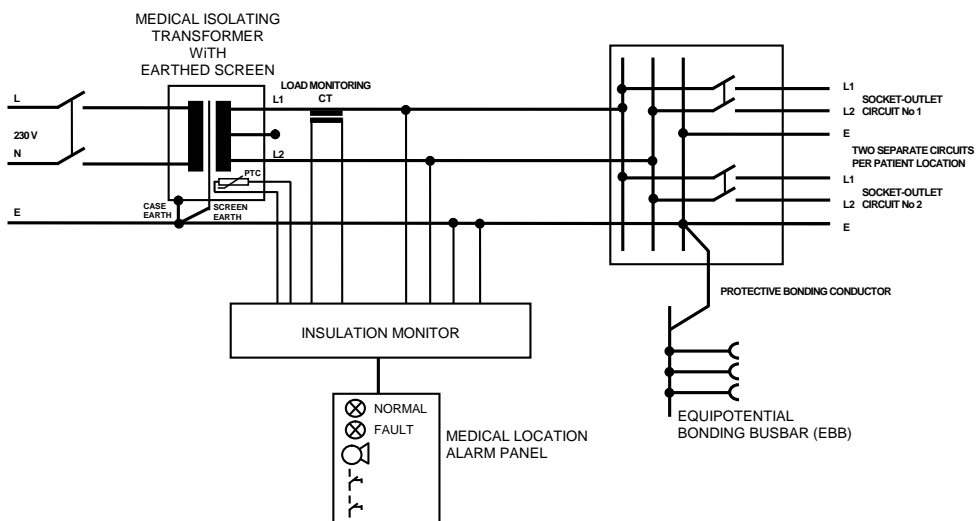 MEDICAL ISOLATING
TRANSFORMER
WiTH
EARTHED SCREEN
LOAD MONITORING
CT
L
L1
230 V
N
L2
PTC
CASE
EARTH
SCREEN
EARTH
E
L1
L2
SOCKET-OUTLET
CIRCUIT No 1
E
TWO SEPARATE CIRCUITS
PER PATIENT LOCATION
L1
L2
SOCKET-OUTLET
CIRCUIT No 2
E
PROTECTIVE BONDING CONDUCTOR
INSULATION MONITOR
NORMAL
FAULT
MEDICAL LOCATION
ALARM PANEL
EQUIPOTENTIAL
BONDING BUSBAR (EBB)